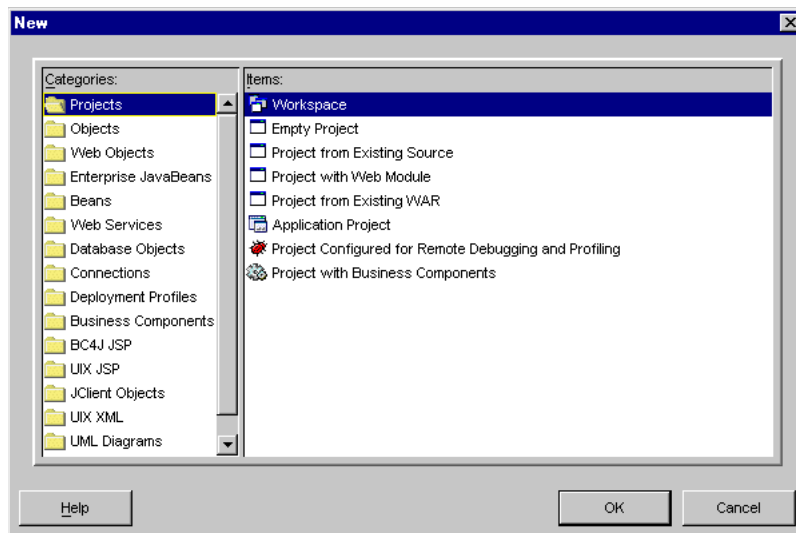 New
Categories:
Projects
Objects
Web Objects
Enterprise JavaBeans
Beans
Web Services
Database Objects
Connections
Deployment Profiles
Business Components
BC4J JSP
UIX JSP
JClient Objects
UIX XML
UML Diagrams
Items:
Workspace
Empty Project
Project from Existing Source
Project with Web Module
Project from Existing WAR
Application Project
Project Configured for Remote Debugging and Profiling
Project with Business Components
Help
OK
Cancel